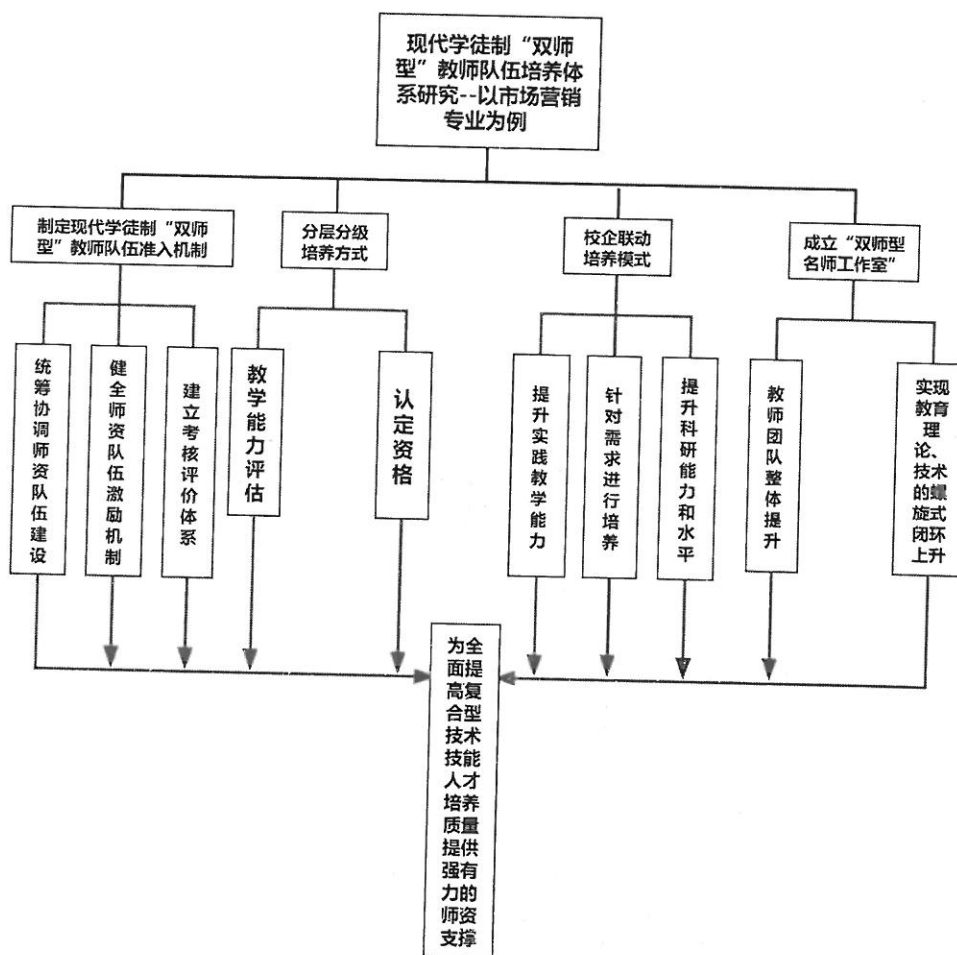 现代学徒制“双师
型”教师队伍培养体
系研究--以市场营销
专业为例
制定现代学徒制“双师
型”教师队伍准入机制
分层分级
培养方式
校企联动
培养模式
成立“双师型
名师工作室”
统筹协调师资队伍建设
健全师资队伍激励机制
建立考核评价体系
教学能力评估
认定资格
提升实践教学能力
针对需求进行培养
提升科研能力和水平
教师团队整体提升
实现
教育
理
论、
技术
的螺
旋式
闭环
上升
为全
面提
高复
合型
技术
技能
人才
培养
质量
提供
强有
力的
师资
支撑